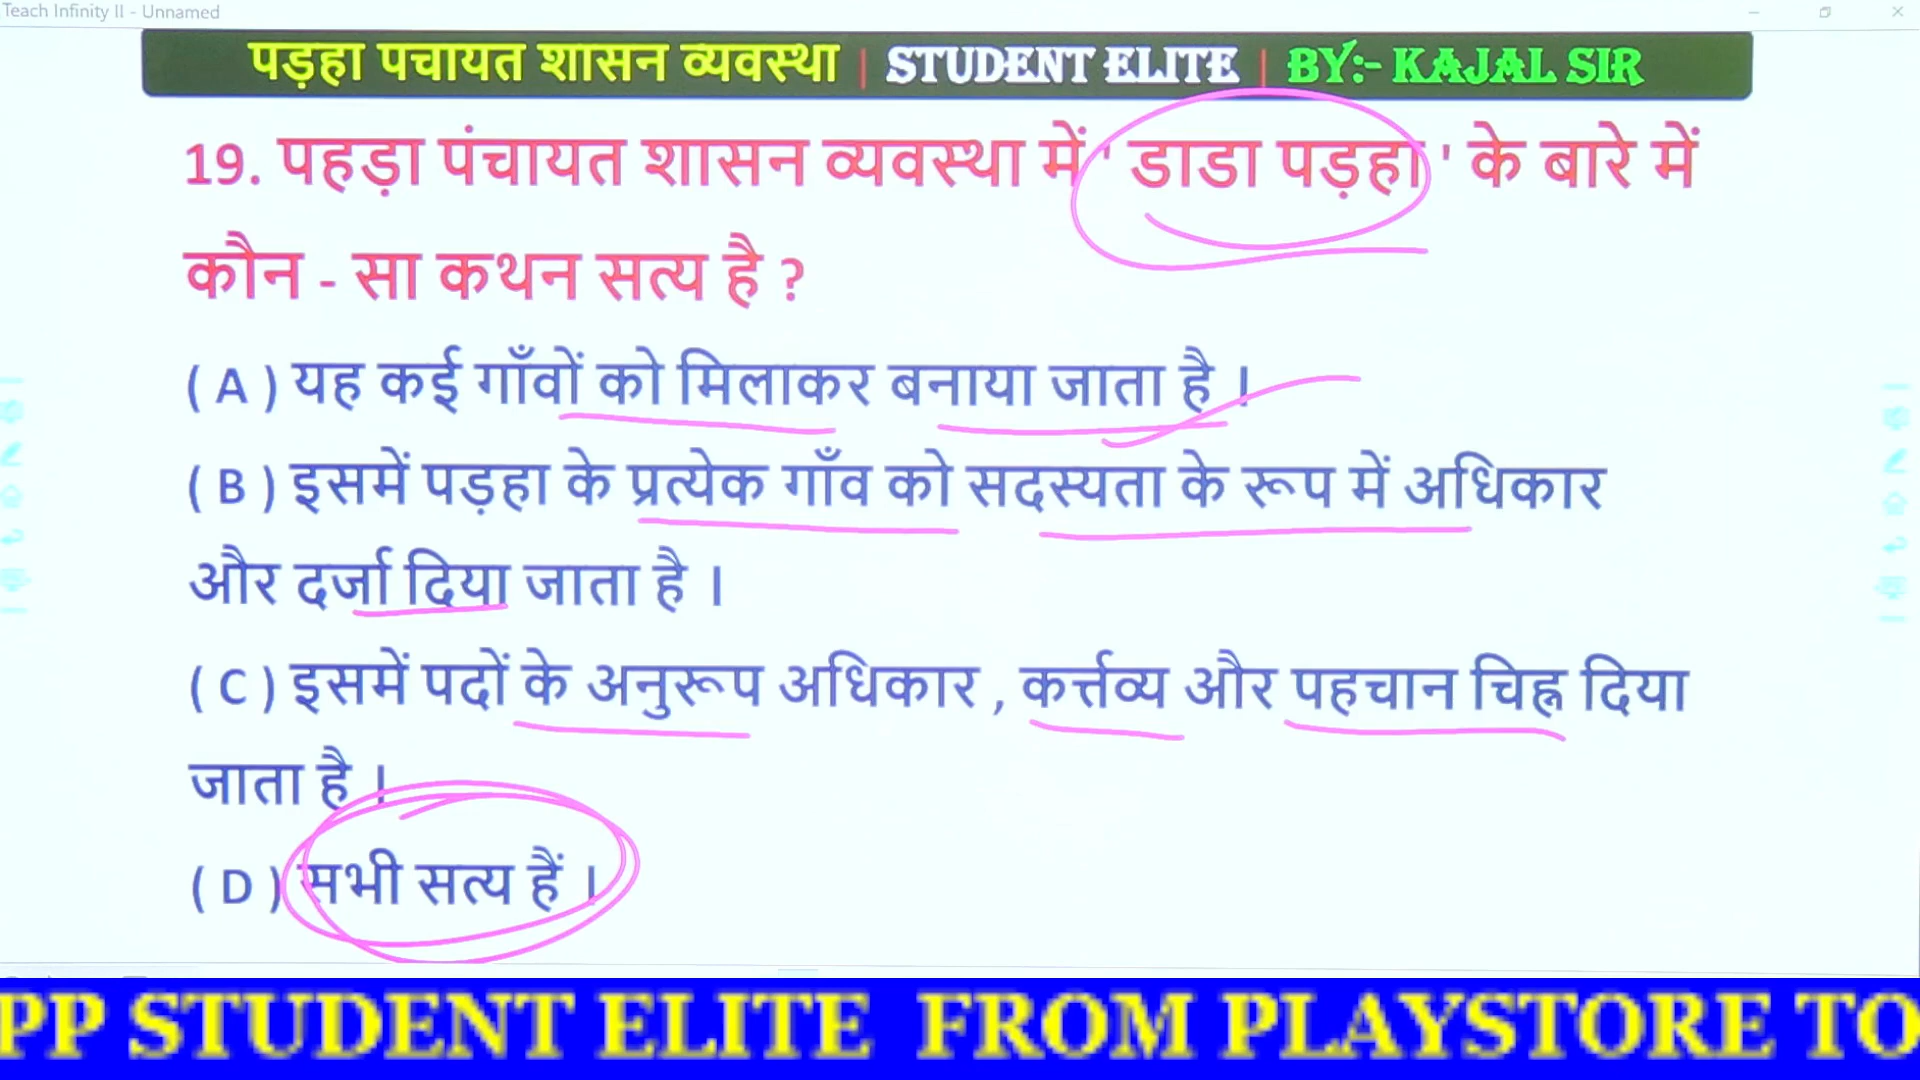 Teach Infinity II - Unnamed
पड़हा पचायत शासन व्यवस्था | STUDENT ELITE | BY:- KAJAL SIR
19. पहड़ा पंचायत शासन व्यवस्था में ' डाडा पड़हा ' के बारे में
कौन - सा कथन सत्य है ?
( A ) यह कई गाँवों को मिलाकर बनाया जाता है ।
( B ) इसमें पड़हा के प्रत्येक गाँव को सदस्यता के रूप में अधिकार
और दर्जा दिया जाता है ।
( C ) इसमें पदों के अनुरूप अधिकार , कर्त्तव्य और पहचान चिह्न दिया
जाता है ।
( D ) सभी सत्य हैं ।
PP STUDENT ELITE FROM PLAYSTORE TO